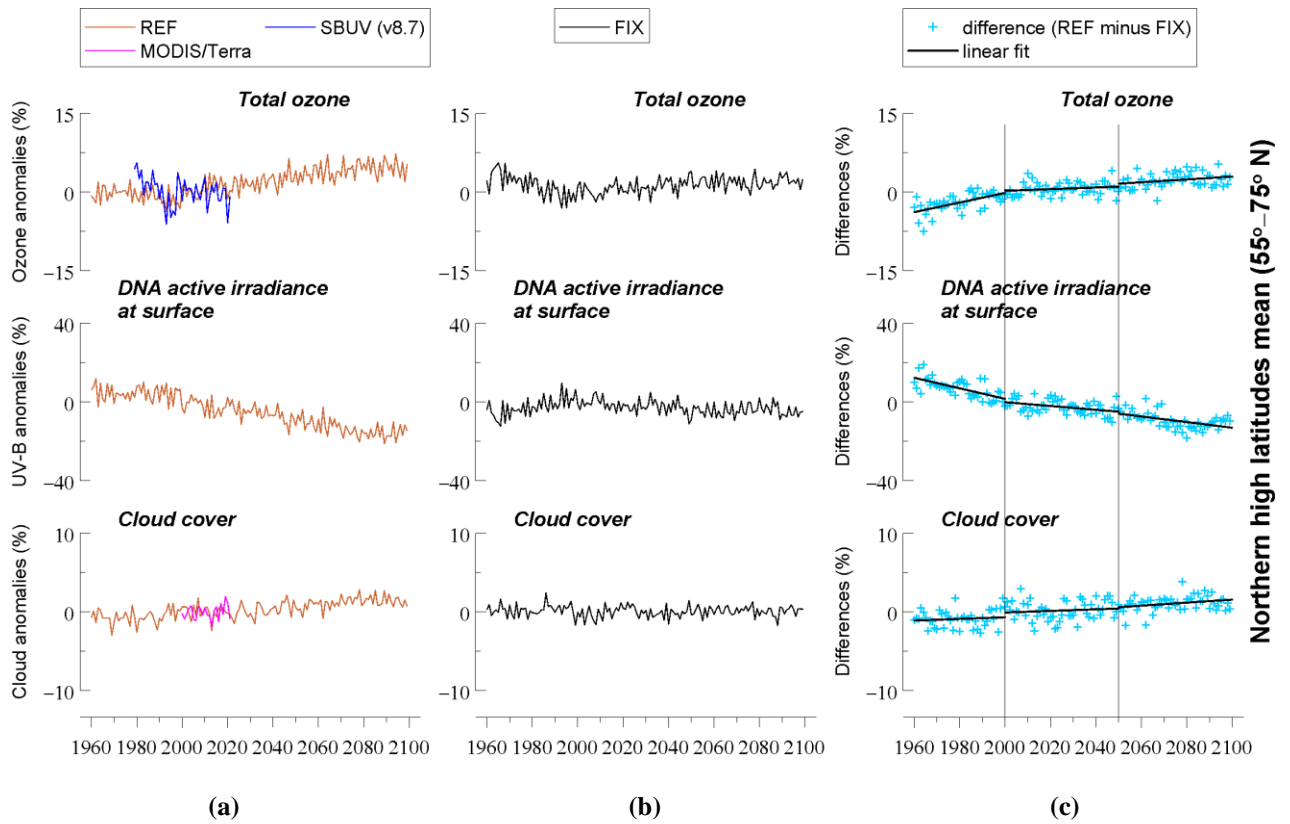 REF
SBUV (v8.7)
MODIS/Terra
FIX
difference (REF minus FIX)
linear fit
Total ozone
Ozone anomalies (%)
15
0
−15
DNA active irradiance
at surface
UV-B anomalies (%)
40
0
−40
Cloud cover
Cloud anomalies (%)
10
0
−10
1960 1980 2000 2020 2040 2060 2080 2100
(a)
Total ozone
15
0
−15
DNA active irradiance
at surface
40
0
−40
Cloud cover
10
0
−10
1960 1980 2000 2020 2040 2060 2080 2100
(b)
Total ozone
Differences (%)
15
0
−15
DNA active irradiance
at surface
Differences (%)
40
0
−40
Cloud cover
Differences (%)
10
0
−10
1960 1980 2000 2020 2040 2060 2080 2100
(c)
Northern high latitudes mean (55°−75° N)